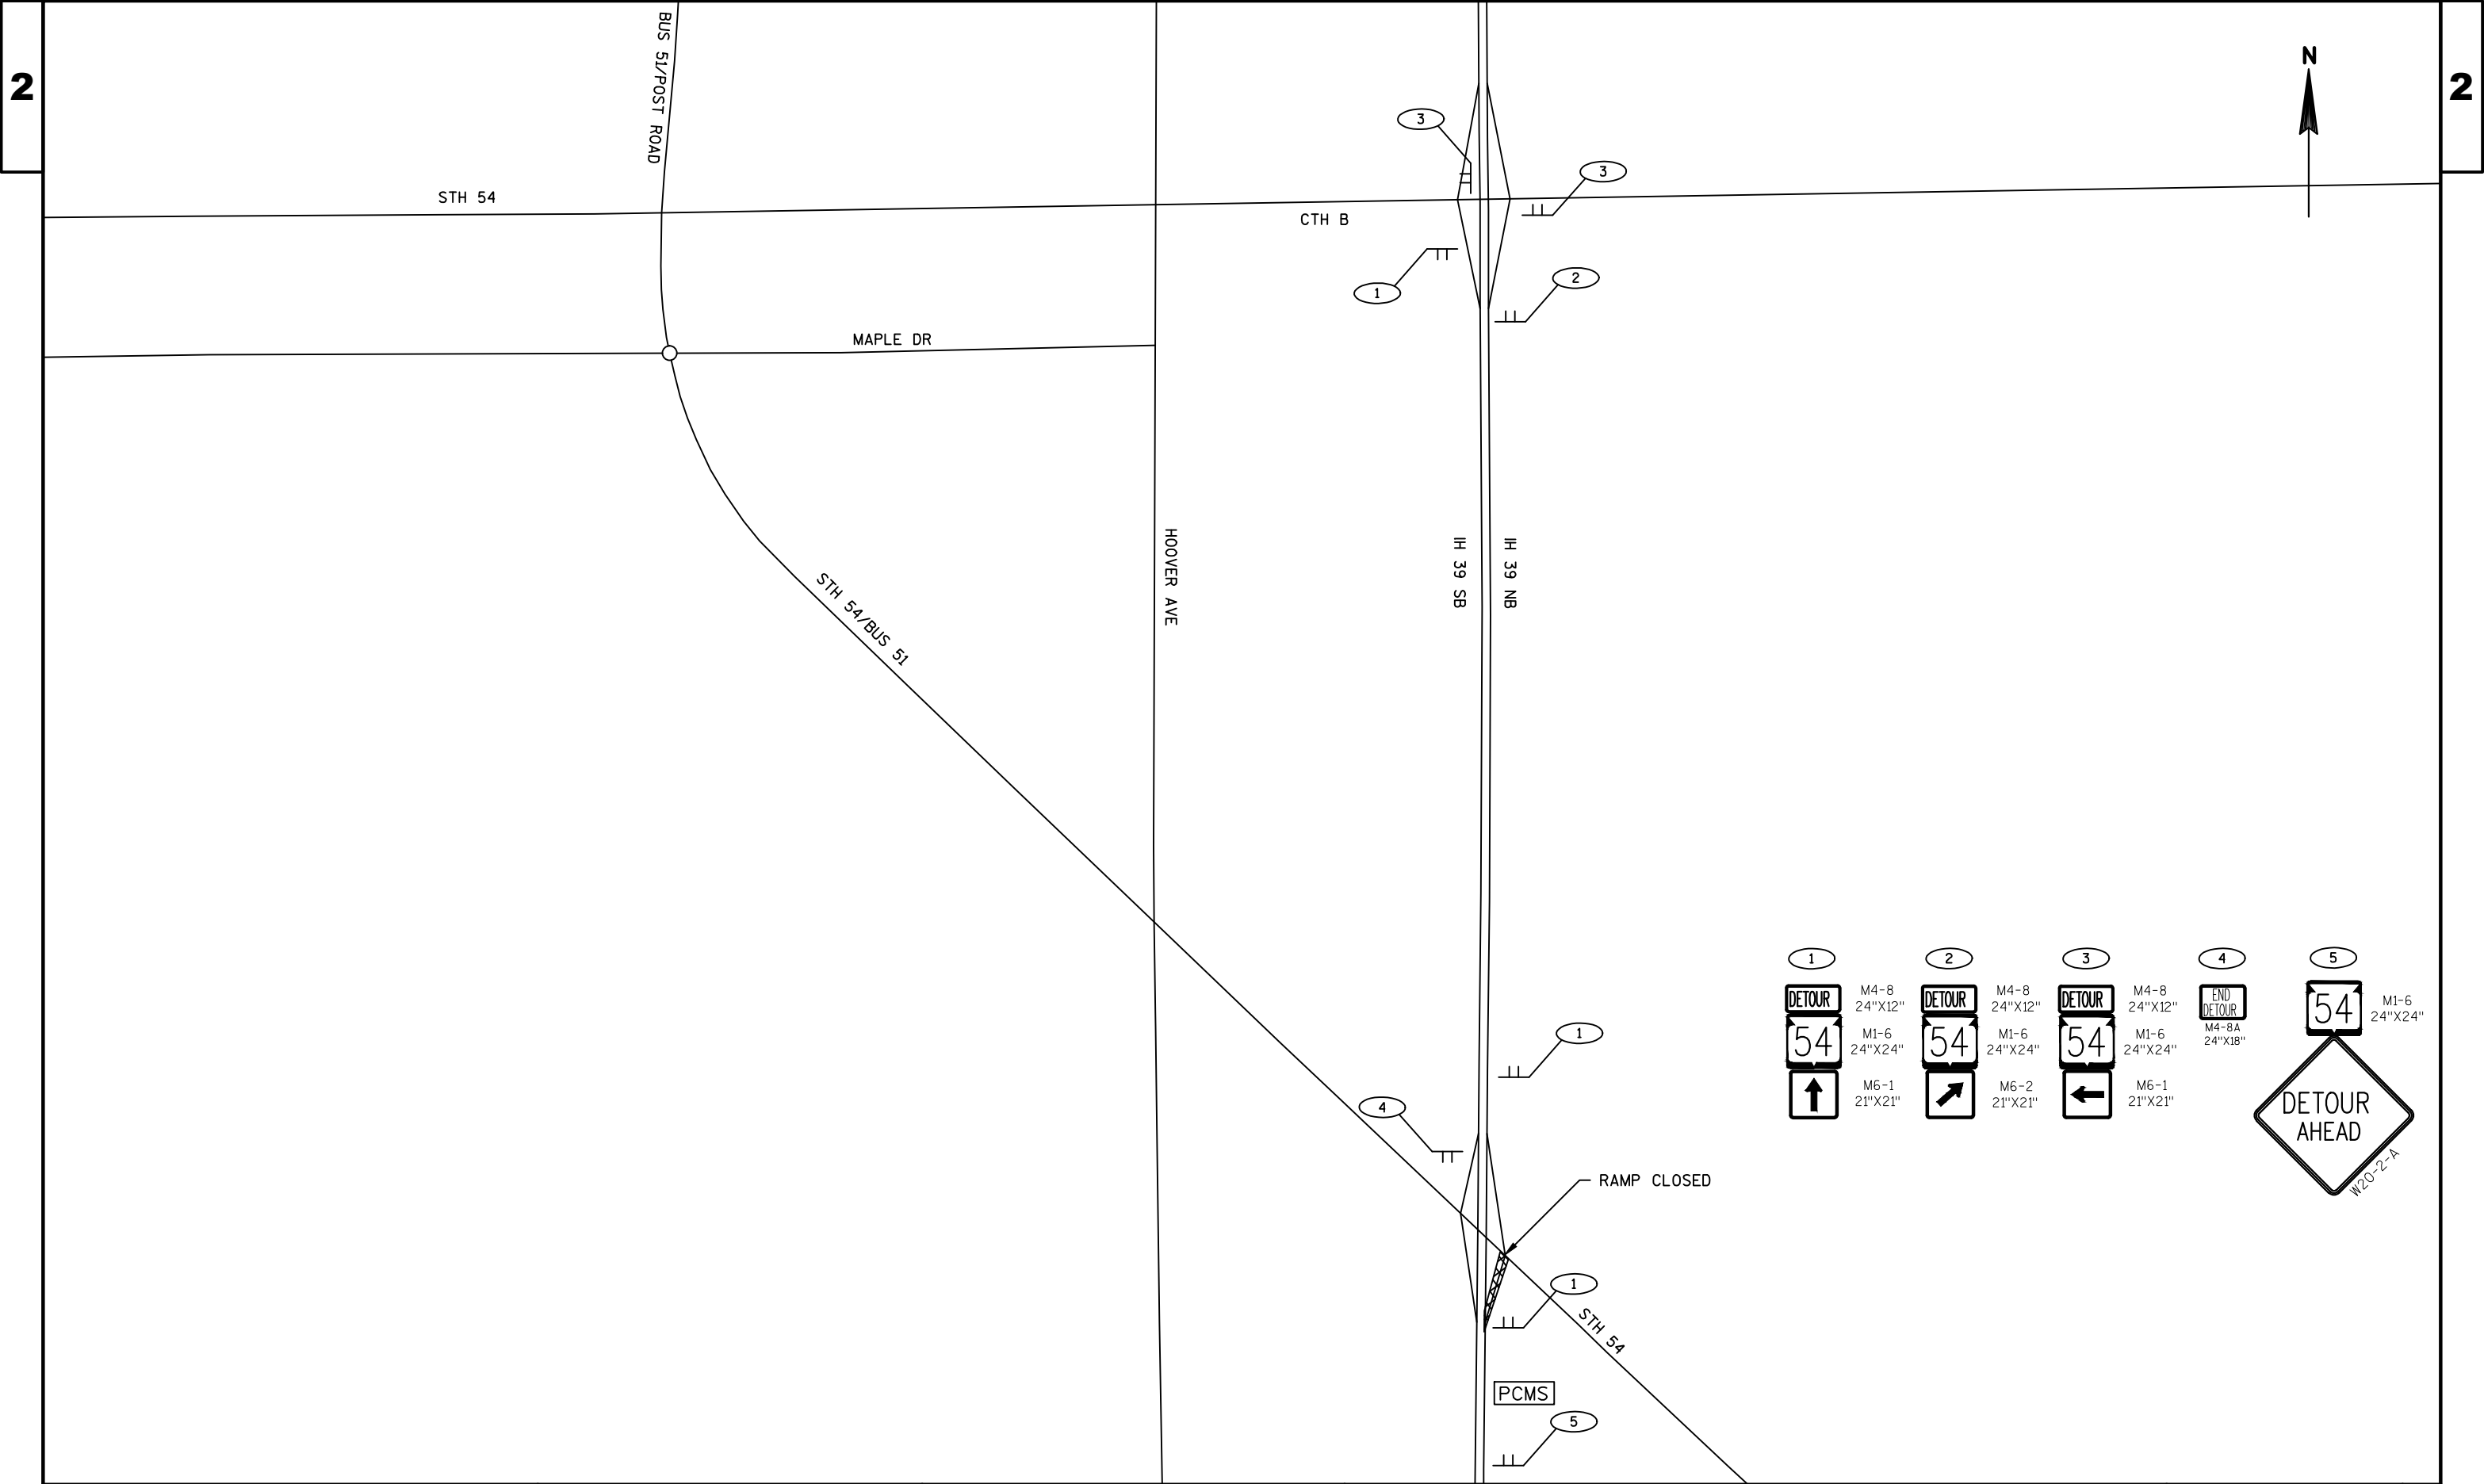 2
2
N
BUS 51/POST ROAD
3
3
STH 54
CTH B
1
2
MAPLE DR
HOOVER AVE
IH 39 SB
IH 39 NB
STH 54/BUS 51
1
4
RAMP CLOSED
1
STH 54
PCMS
5
1
DETOUR
M4-8
24"X12"
54
M1-6
24"X24"
M6-1
21"X21"
2
DETOUR
M4-8
24"X12"
54
M1-6
24"X24"
M6-2
21"X21"
3
DETOUR
M4-8
24"X12"
54
M1-6
24"X24"
M6-1
21"X21"
4
END
DETOUR
M4-8A
24"X18"
5
54
M1-6
24"X24"
DETOUR
AHEAD
W20-2-A